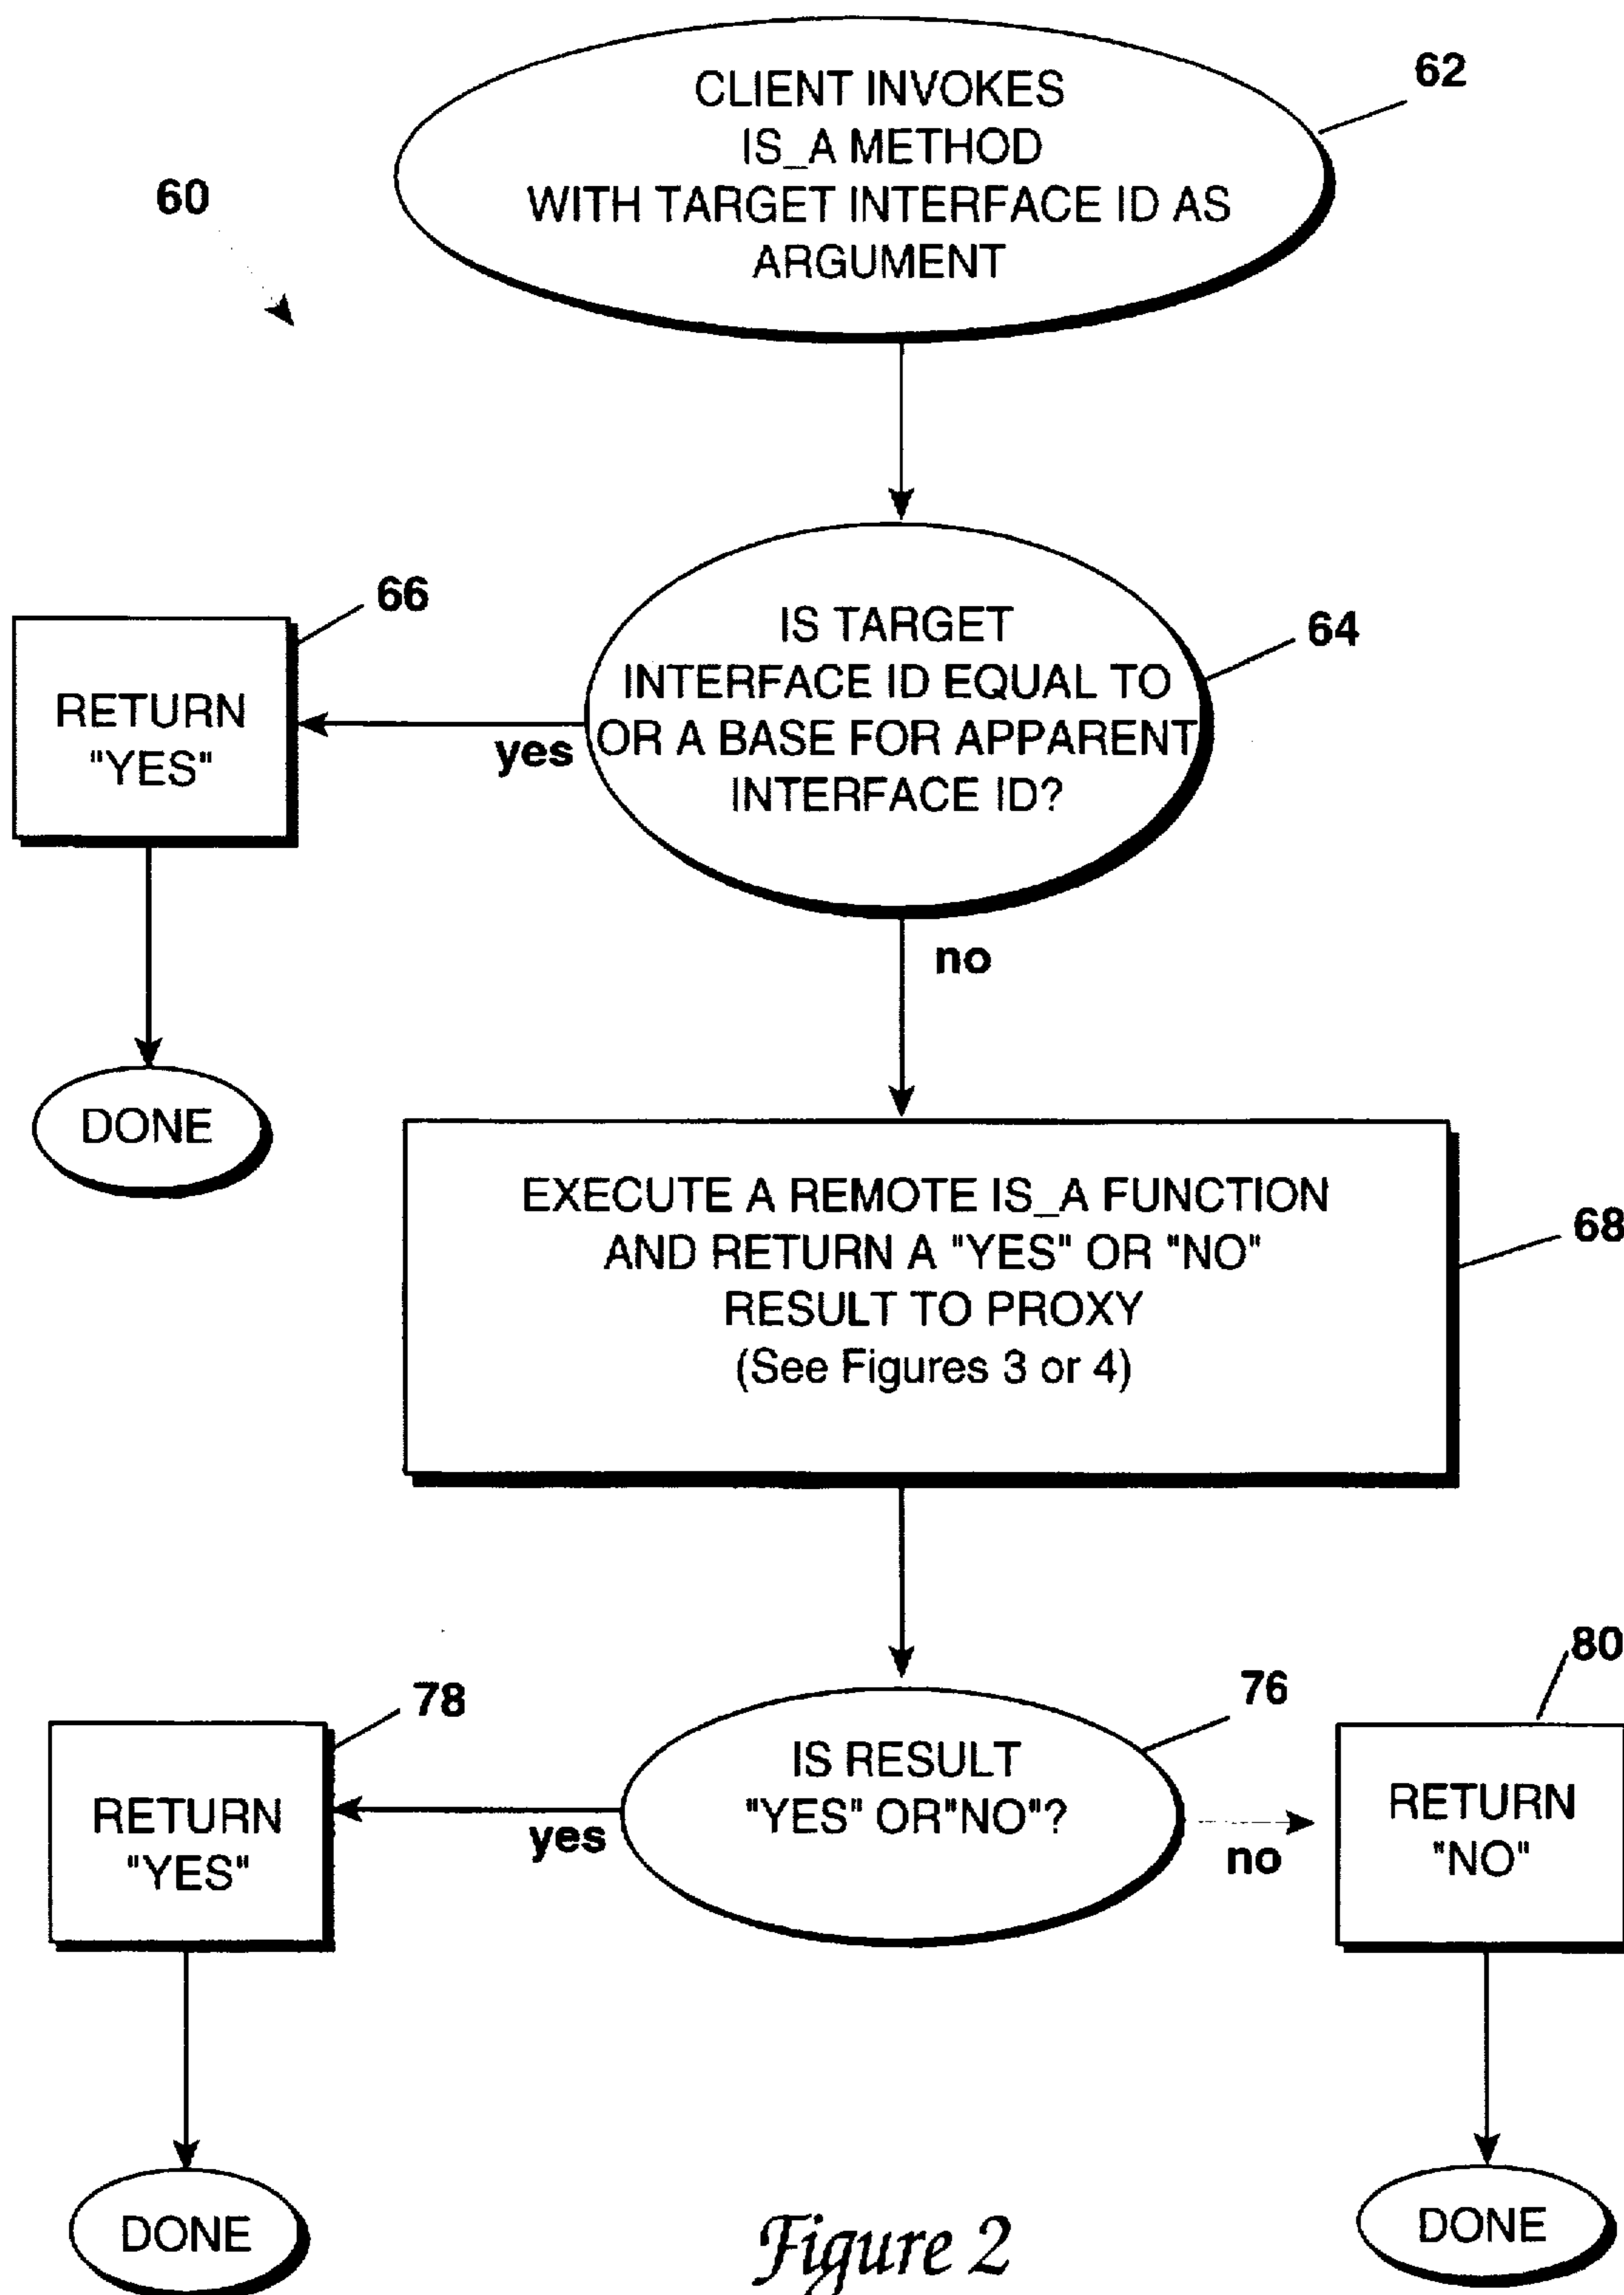 62
CLIENT INVOKES
IS_A METHOD
WITH TARGET INTERFACE ID AS
ARGUMENT
60
66
64
IS TARGET
INTERFACE ID EQUAL TO
OR A BASE FOR APPARENT
INTERFACE ID?
RETURN
"YES"
yes
no
DONE
EXECUTE A REMOTE IS_A FUNCTION
AND RETURN A "YES" OR "NO"
RESULT TO PROXY
(See Figures 3 or 4)
68
80
78
76
IS RESULT
"YES" OR"NO"?
RETURN
"YES"
yes
no
RETURN
"NO"
DONE
DONE
Figure 2